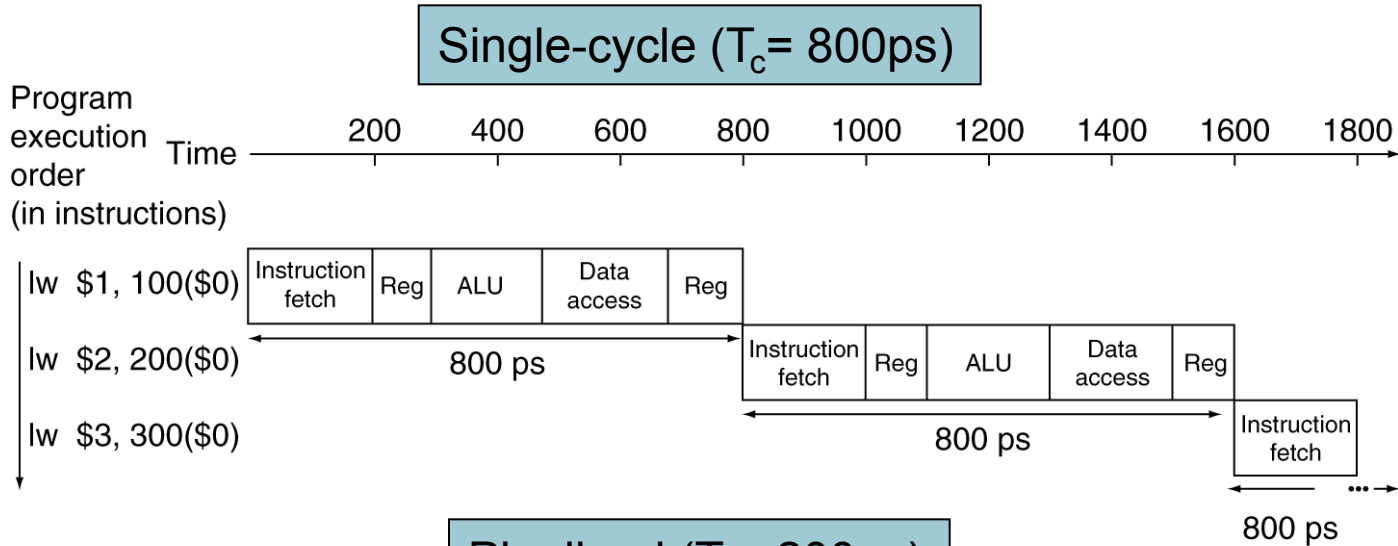 Single-cycle (Tc= 800ps)
Program
execution
order
(in instructions)
Time
200 400 600 800 1000 1200 1400 1600 1800
lw $1, 100($0)
Instruction
fetch
Reg
ALU
Data
access
Reg
800 ps
lw $2, 200($0)
Instruction
fetch
Reg
ALU
Data
access
Reg
800 ps
lw $3, 300($0)
Instruction
fetch
...
800 ps